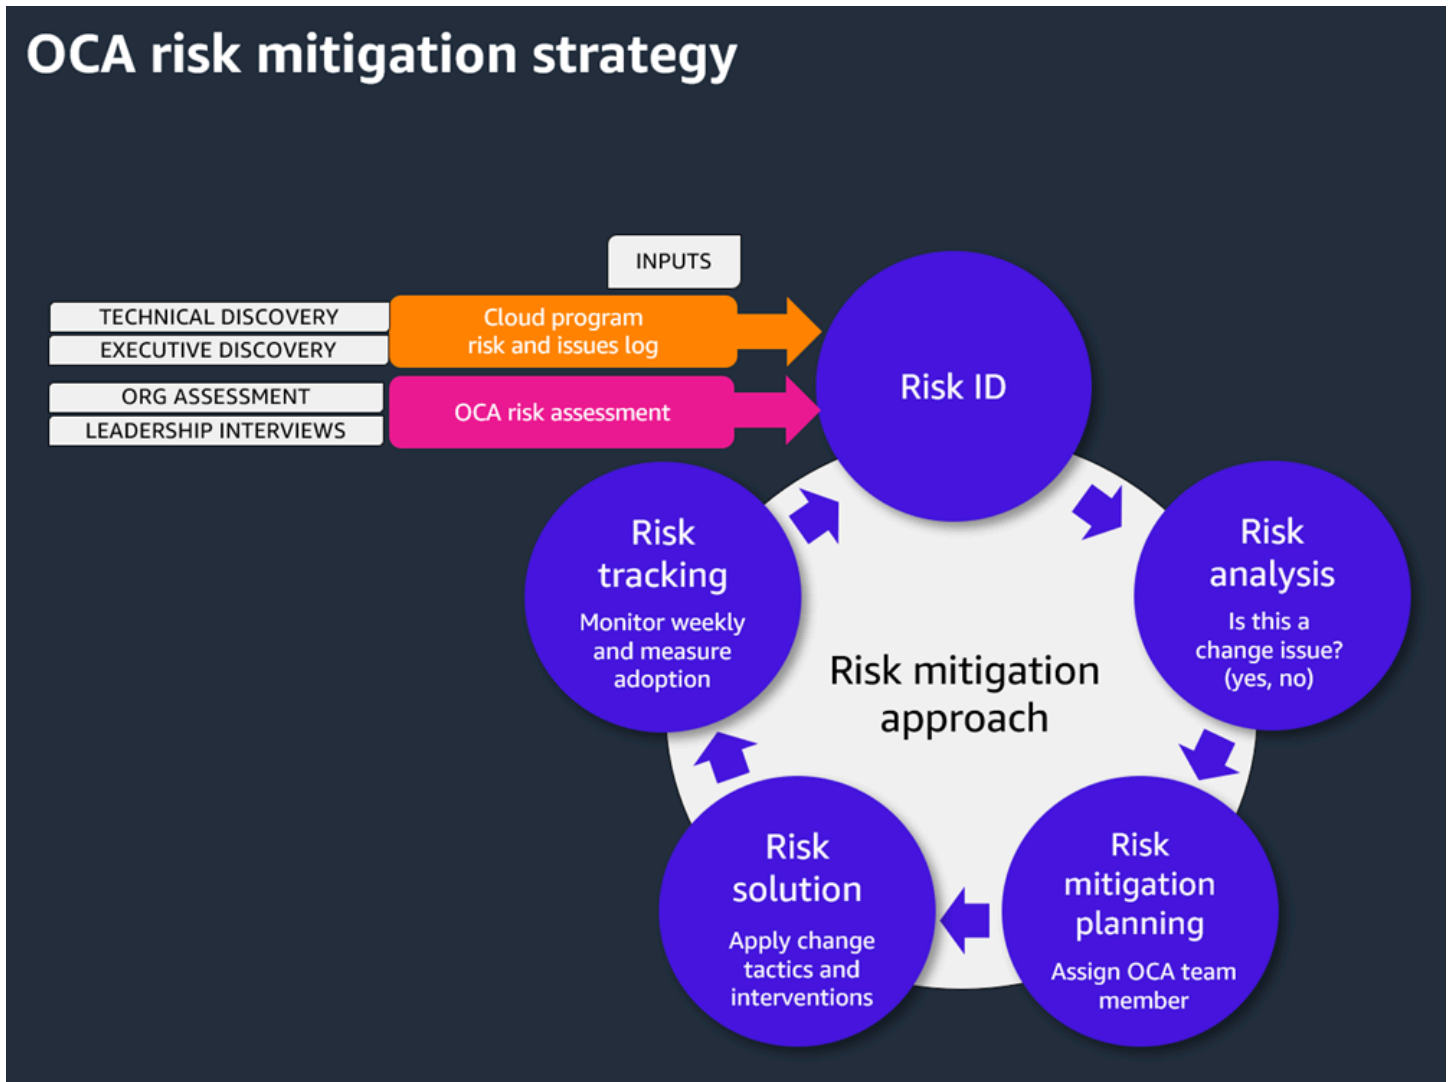 OCA risk mitigation strategy
INPUTS
TECHNICAL DISCOVERY
EXECUTIVE DISCOVERY
Cloud program
risk and issues log
ORG ASSESSMENT
LEADERSHIP INTERVIEWS
OCA risk assessment
Risk ID
Risk
analysis
Is this a
change issue?
(yes, no)
Risk
mitigation
planning
Assign OCA team
member
Risk
solution
Apply change
tactics and
interventions
Risk
tracking
Monitor weekly
and measure
adoption
Risk mitigation
approach